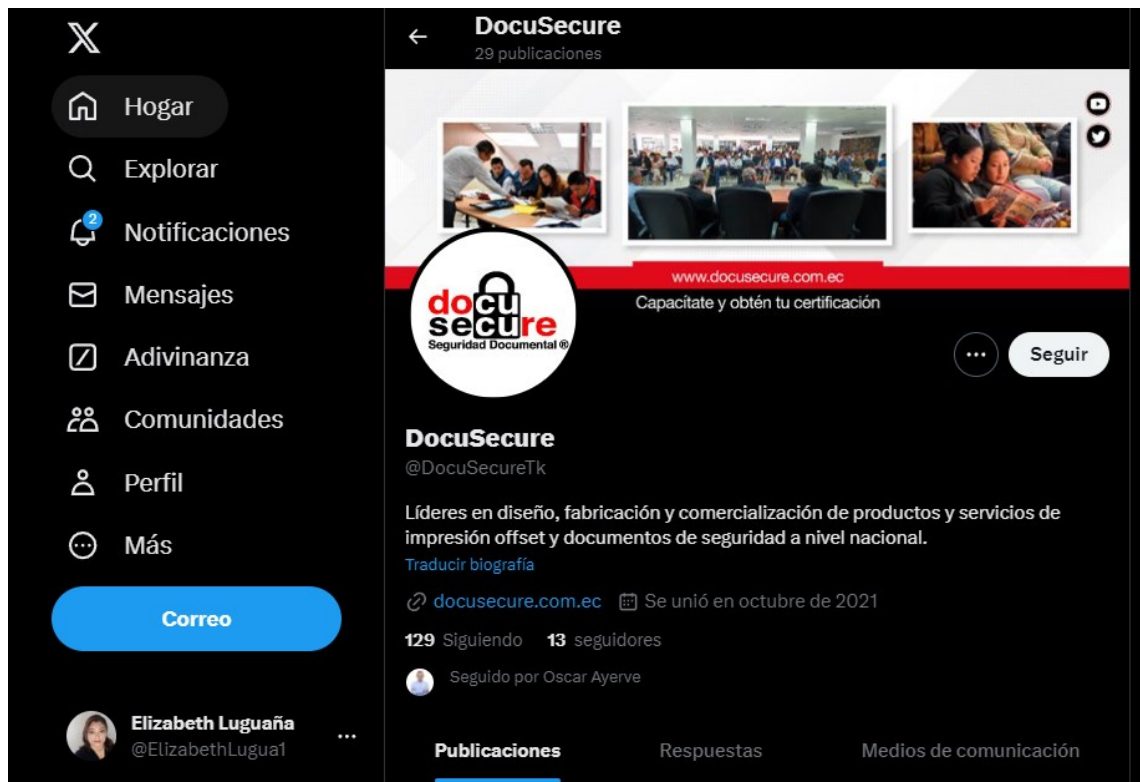 Hogar
Explorar
2
Notificaciones
Mensajes
Adivinanza
Comunidades
Perfil
Más
Correo
Elizabeth Luguaña
@ElizabethLugua1
DocuSecure
29 publicaciones
www.docusecure.com.ec
Capacítate y obtén tu certificación
docu
secure
Seguridad Documental ®
Seguir
DocuSecure
@DocuSecureTk
Líderes en diseño, fabricación y comercialización de productos y servicios de
impresión offset y documentos de seguridad a nivel nacional.
Traducir biografía
docusecure.com.ec Se unió en octubre de 2021
129 Siguiendo 13 seguidores
Seguido por Oscar Ayerve
Publicaciones Respuestas Medios de comunicación